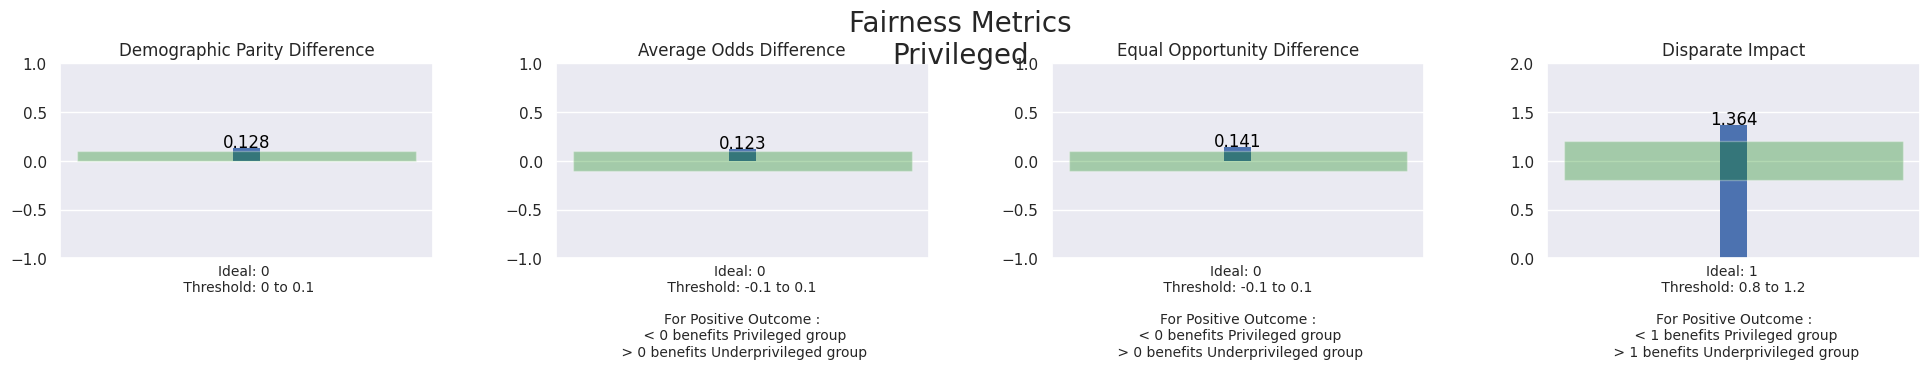 Fairness Metrics
Privileged
Demographic Parity Difference
1.0
0.5
0.0
−0.5
−1.0
0.128
Ideal: 0
Threshold: 0 to 0.1
Average Odds Difference
1.0
0.5
0.0
−0.5
−1.0
0.123
Ideal: 0
Threshold: -0.1 to 0.1
For Positive Outcome :
< 0 benefits Privileged group
> 0 benefits Underprivileged group
Equal Opportunity Difference
1.0
0.5
0.0
−0.5
−1.0
0.141
Ideal: 0
Threshold: -0.1 to 0.1
For Positive Outcome :
< 0 benefits Privileged group
> 0 benefits Underprivileged group
Disparate Impact
2.0
1.5
1.0
0.5
0.0
1.364
Ideal: 1
Threshold: 0.8 to 1.2
For Positive Outcome :
< 1 benefits Privileged group
> 1 benefits Underprivileged group